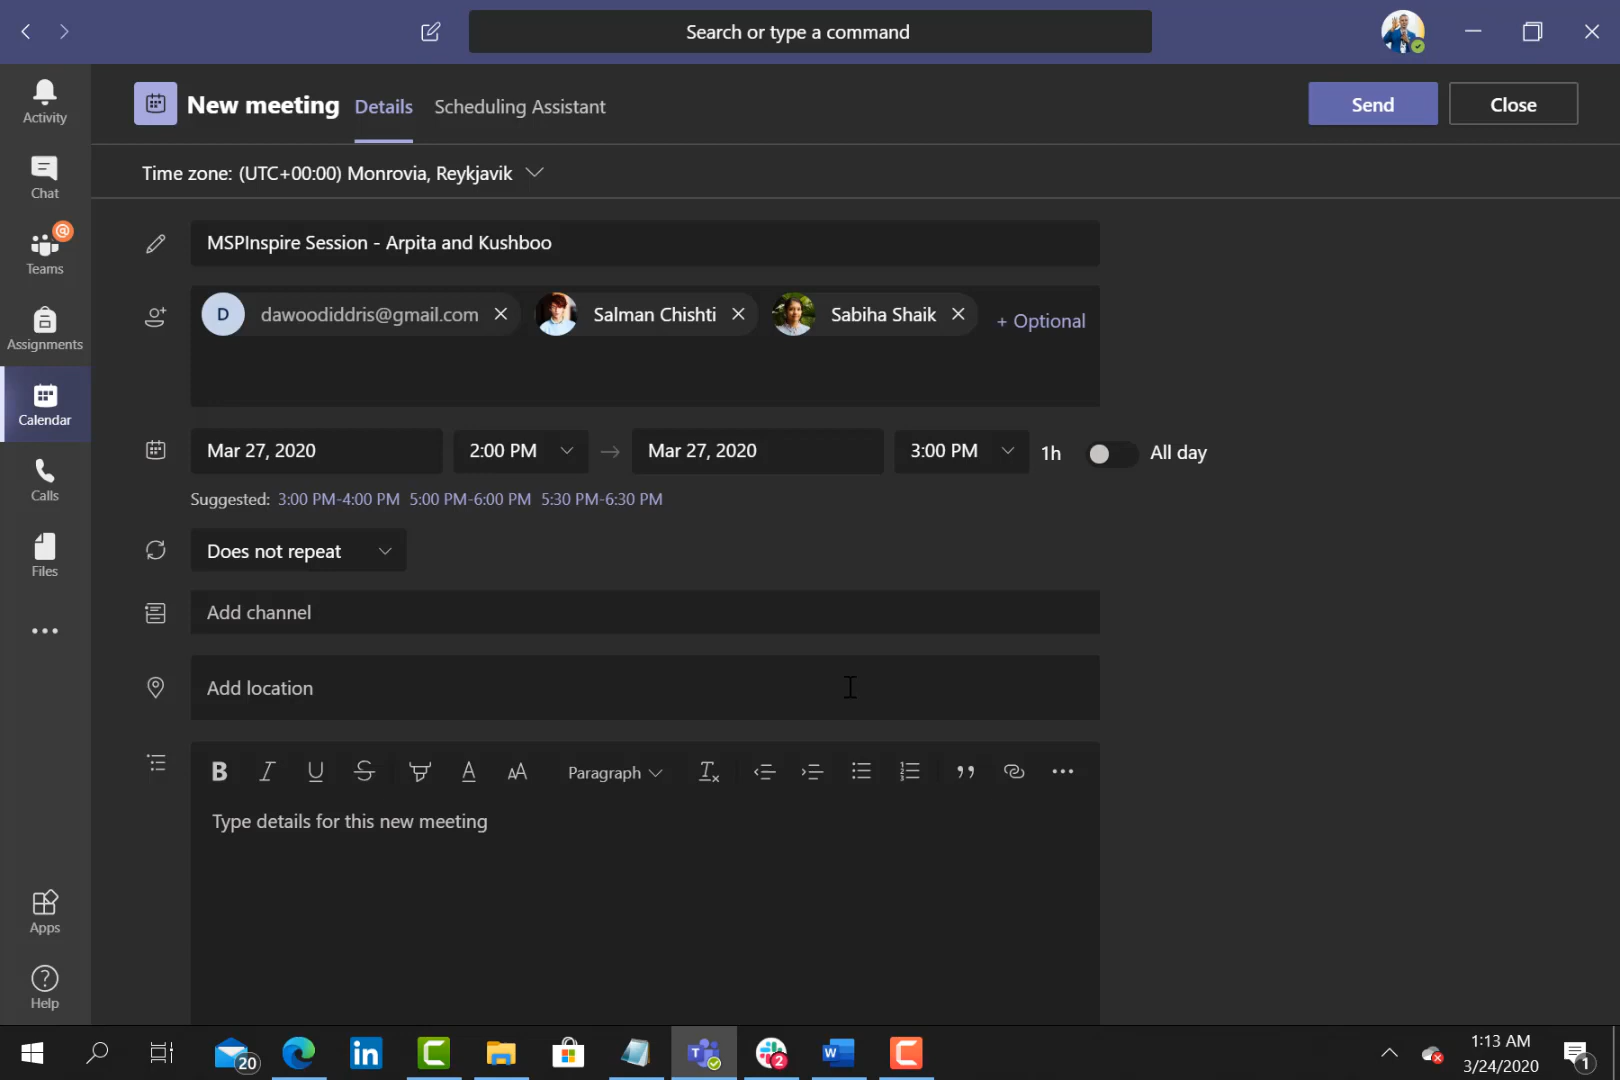 Search or type a command
Activity
Chat
@
Teams
Assignments
Calendar
Calls
Files
Apps
Help
New meeting Details Scheduling Assistant Send Close
Time zone: (UTC+00:00) Monrovia, Reykjavik
MSPInspire Session - Arpita and Kushboo
D dawoodiddris@gmail.com Salman Chishti Sabiha Shaik + Optional
Mar 27, 2020 2:00 PM → Mar 27, 2020 3:00 PM 1h All day
Suggested: 3:00 PM-4:00 PM 5:00 PM-6:00 PM 5:30 PM-6:30 PM
Does not repeat
Add channel
Add location
B I U S A AA Paragraph Tx
Type details for this new meeting
20 in C T W C 2
1:13 AM
3/24/2020
1